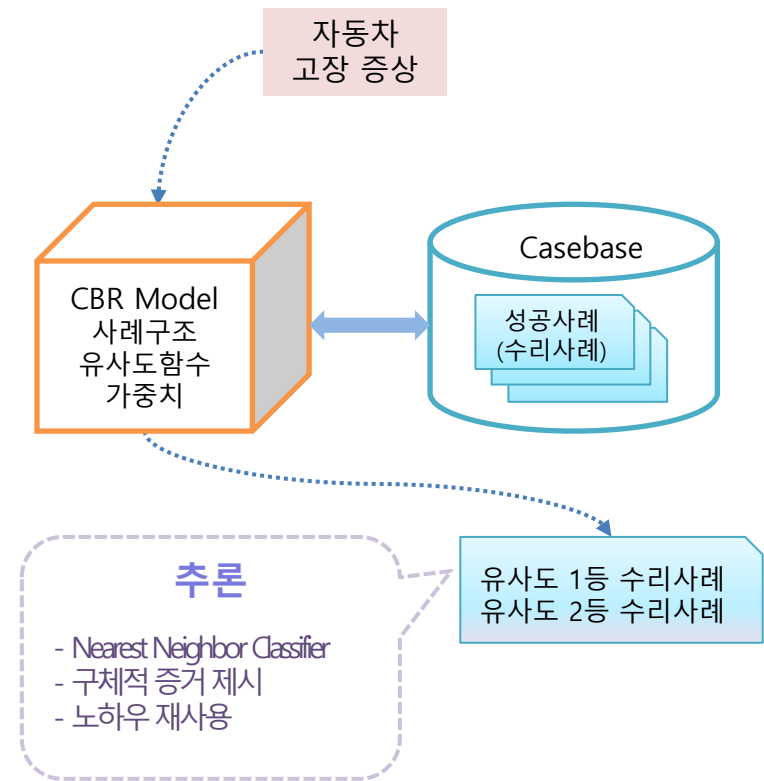 자동차
고장 증상
CBR Model
사례구조
유사도함수
가중치
Casebase
성공사례
(수리사례)
추론
- Nearest Neighbor Classifier
- 구체적 증거 제시
- 노하우 재사용
유사도 1등 수리사례
유사도 2등 수리사례